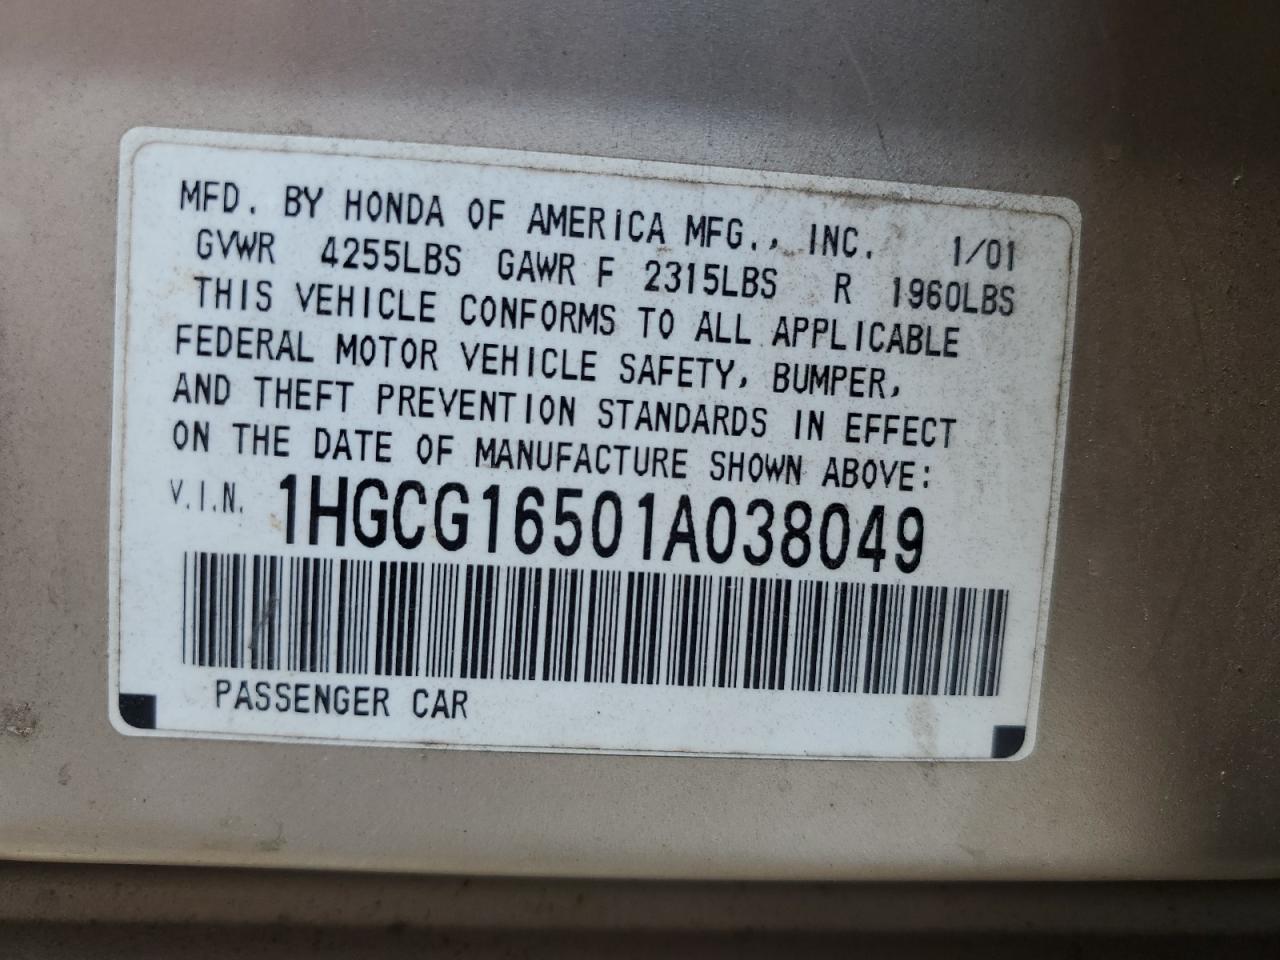 MFD. BY HONDA OF AMERICA MFG., INC. 1/01
GVWR 4255LBS GAWR F 2315LBS R 1960LBS
THIS VEHICLE CONFORMS TO ALL APPLICABLE
FEDERAL MOTOR VEHICLE SAFETY, BUMPER,
AND THEFT PREVENTION STANDARDS IN EFFECT
ON THE DATE OF MANUFACTURE SHOWN ABOVE:
V.I.N. 1HGCG16501A038049
PASSENGER CAR